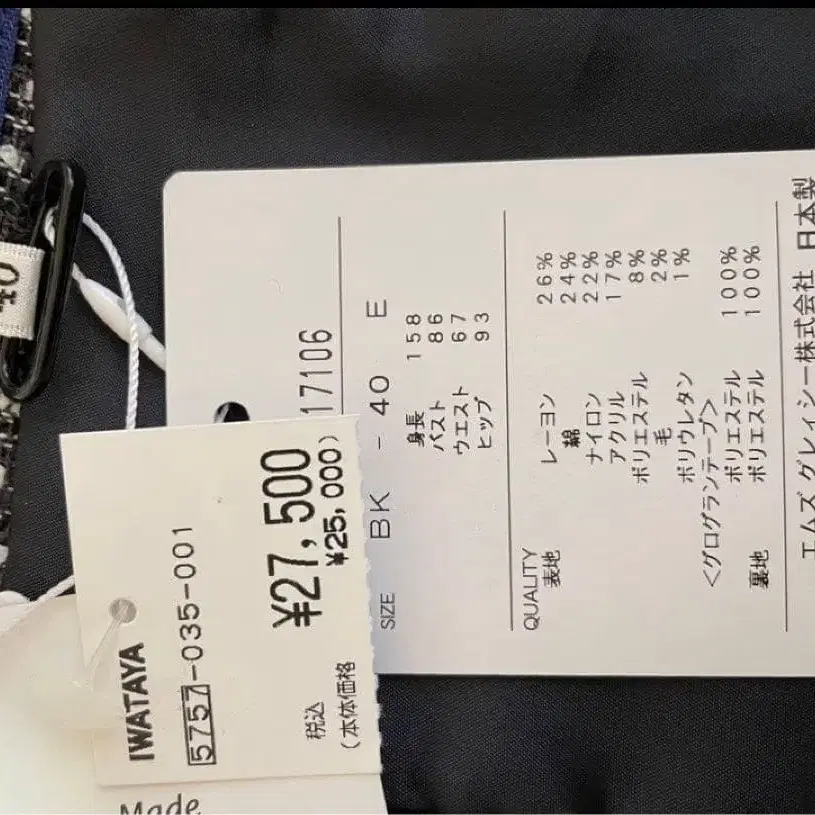 40
IWATAYA
5757-035-001
税込 ¥27,500
(本体価格 ¥25,000)
Made
17106
SIZE BK - 40 E
身長 158
バスト 86
ウエスト 67
ヒップ 93
QUALITY
表地 レーヨン 26%
綿 24%
ナイロン 22%
アクリル 17%
ポリエステル 8%
毛 2%
ポリウレタン 1%
<グログランテープ>
ポリエステル 100%
裏地 ポリエステル 100%
エムズ グレィシー株式会社 日本製